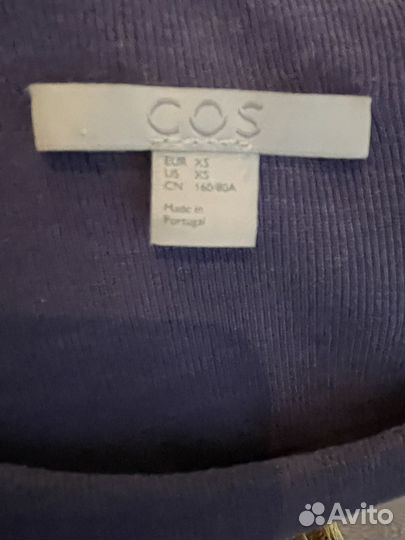 COS
EUR XS
US XS
CN 160/80A
Made in
Portugal
Avito